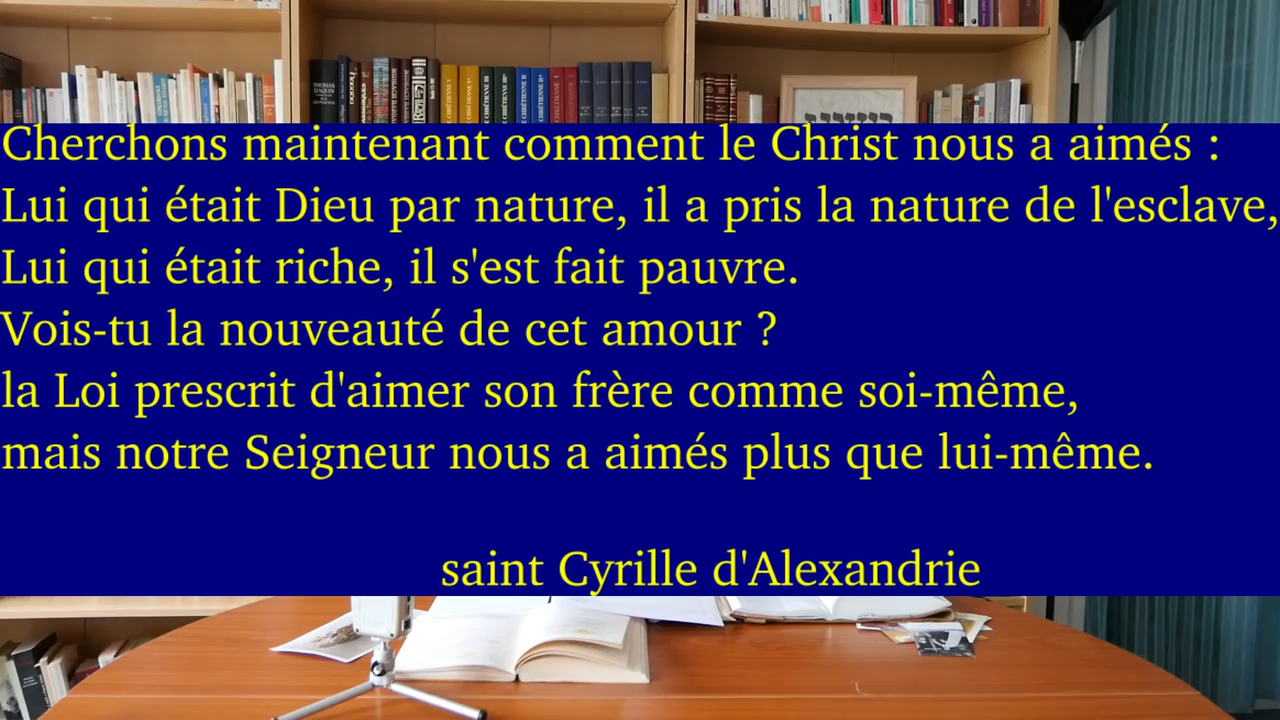 THOMAS
D'AQUIN
Cherchons maintenant comment le Christ nous a aimés :
Lui qui était Dieu par nature, il a pris la nature de l'esclave,
Lui qui était riche, il s'est fait pauvre.
Vois-tu la nouveauté de cet amour ?
la Loi prescrit d'aimer son frère comme soi-même,
mais notre Seigneur nous a aimés plus que lui-même.
saint Cyrille d'Alexandrie